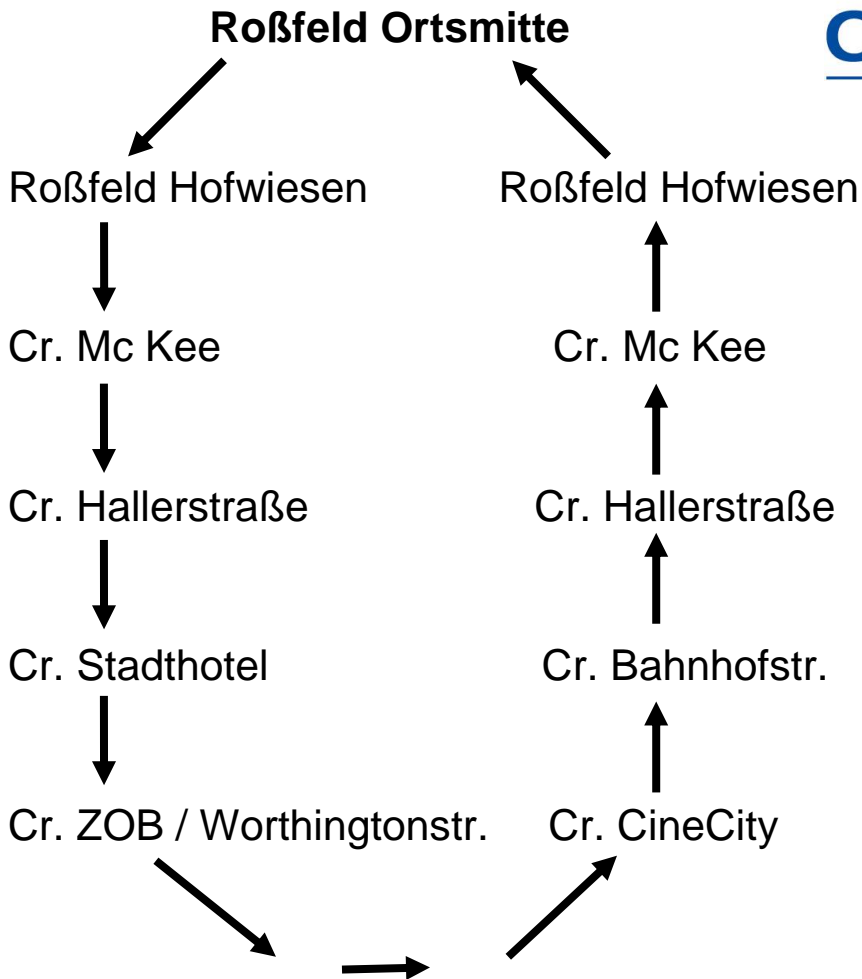 Roßfeld Ortsmitte
Roßfeld Hofwiesen Roßfeld Hofwiesen
Cr. Mc Kee Cr. Mc Kee
Cr. Hallerstraße Cr. Hallerstraße
Cr. Stadthotel Cr. Bahnhofstr.
Cr. ZOB / Worthingtonstr. Cr. CineCity